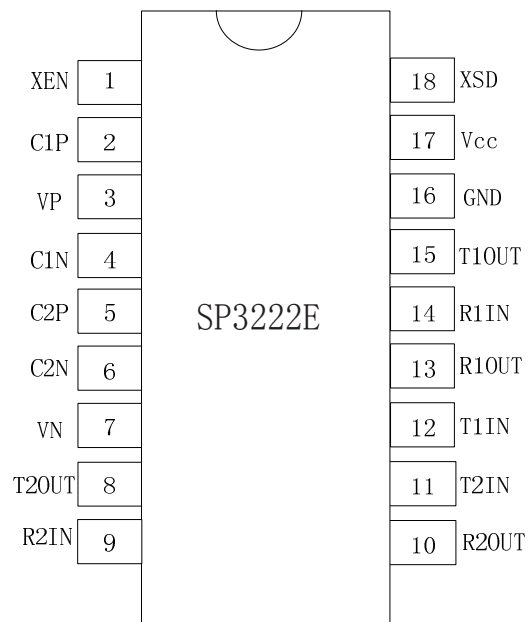 XEN 1 18 XSD
C1P 2 17 Vcc
VP 3 16 GND
C1N 4 15 T1OUT
C2P 5 SP3222E 14 R1IN
C2N 6 13 R1OUT
VN 7 12 T1IN
T2OUT 8 11 T2IN
R2IN 9 10 R2OUT